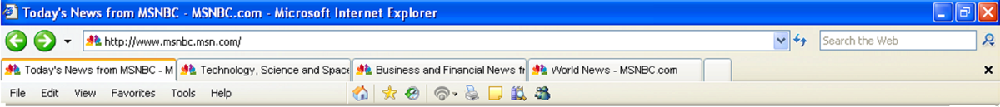 Today's News from MSNBC - MSNBC.com - Microsoft Internet Explorer
http://www.msnbc.msn.com/ Search the Web
Today's News from MSNBC - M Technology, Science and Space Business and Financial News fr World News - MSNBC.com
File Edit View Favorites Tools Help